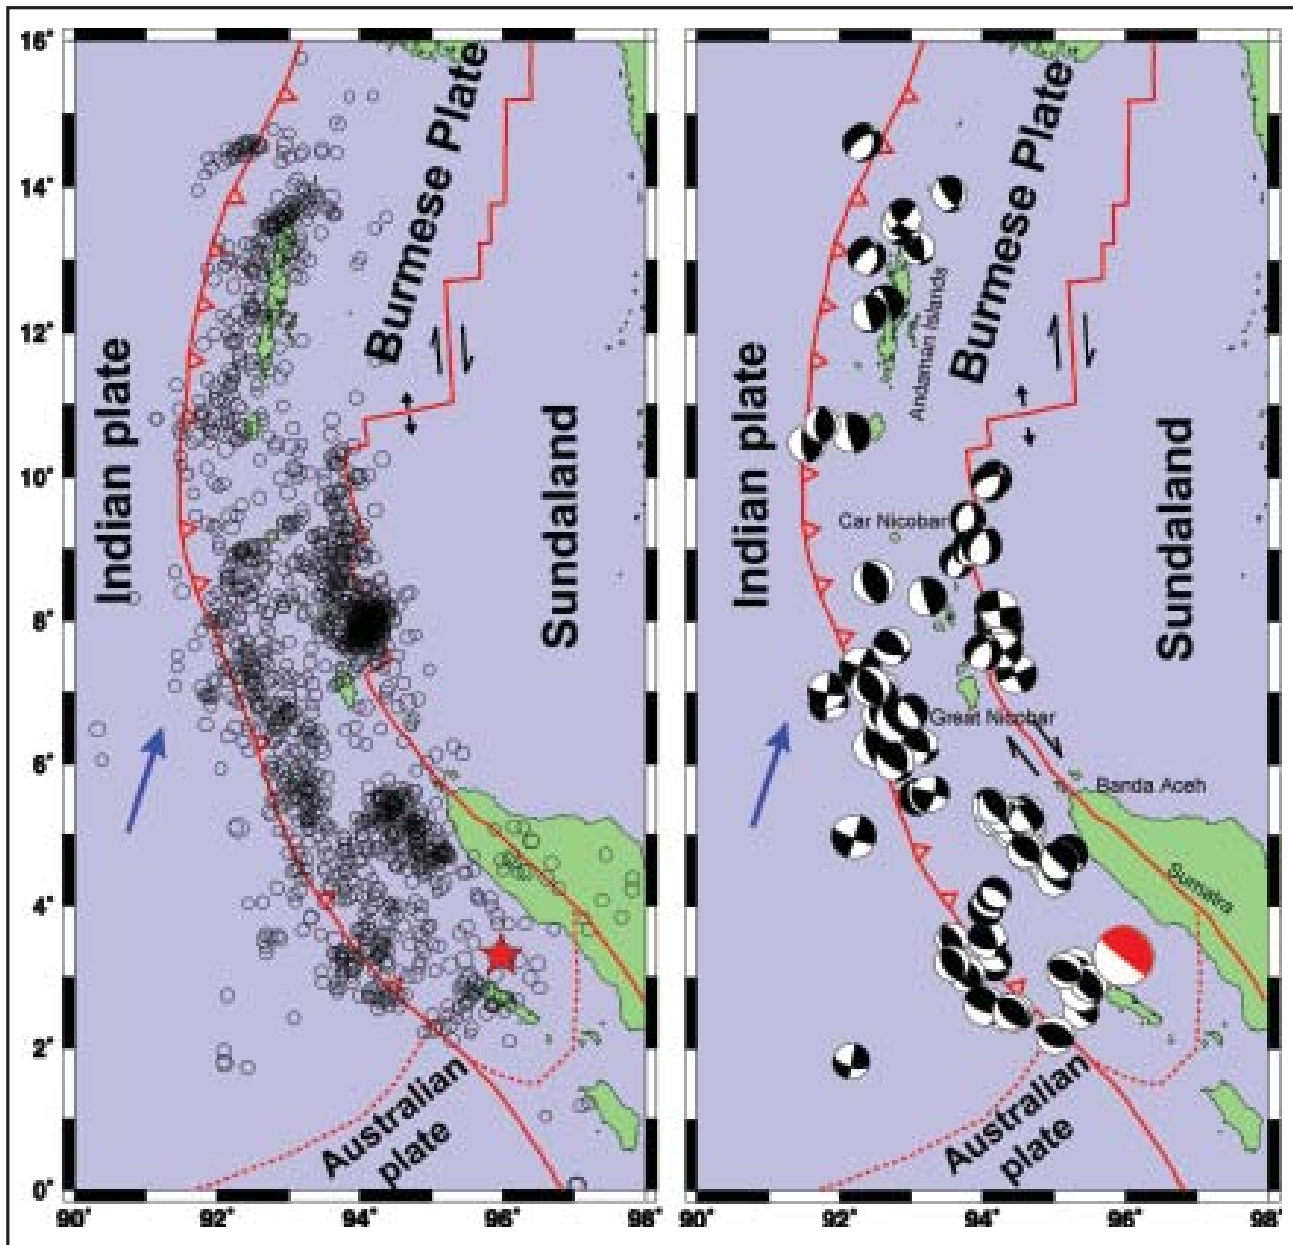 16°
14°
12°
10°
8°
6°
4°
2°
0°
90°
92°
94°
96°
98°
Indian plate
Burmese Plate
Sundaland
Australian
plate
90°
92°
94°
96°
98°
Indian plate
Burmese Plate
Sundaland
Andaman Islands
Car Nicobar
Great Nicobar
Banda Aceh
Sumatra
Australian
plate